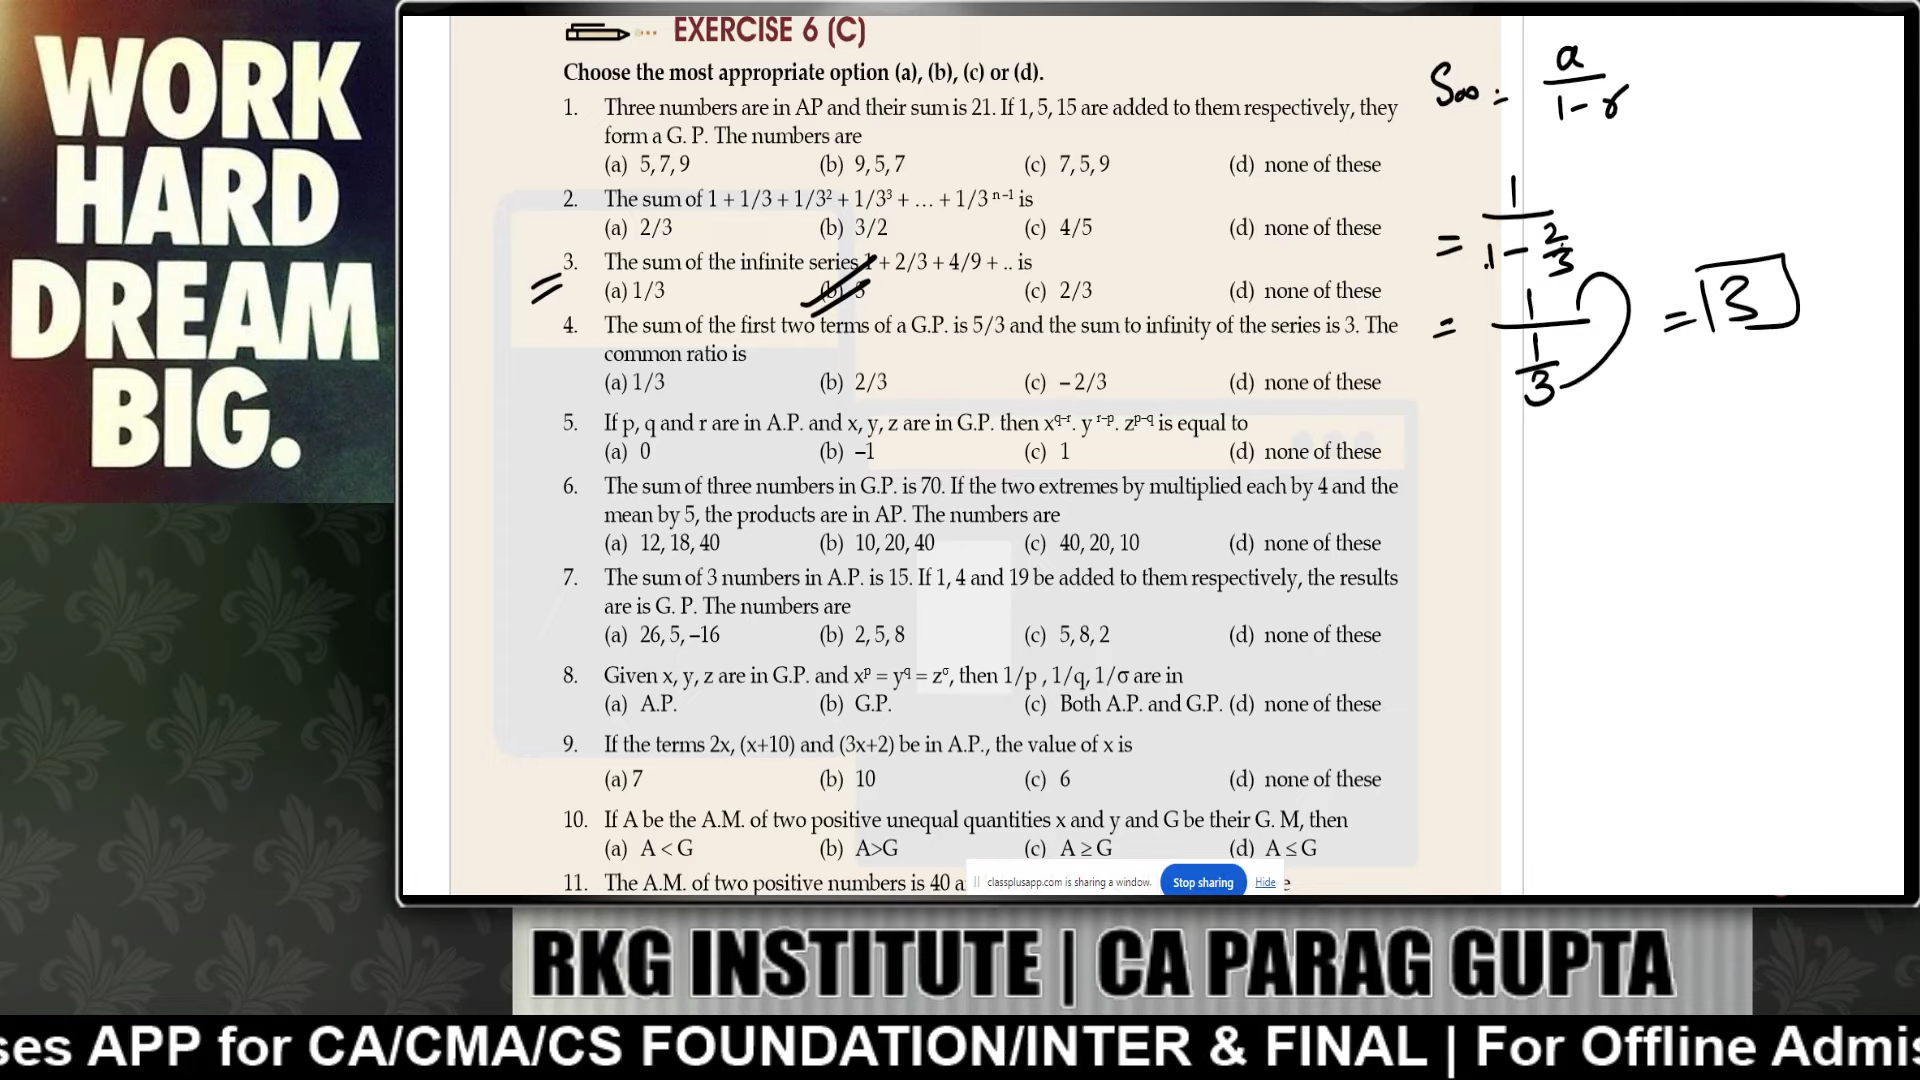 WORK
HARD
DREAM
BIG.
EXERCISE 6 (C)
Choose the most appropriate option (a), (b), (c) or (d).
1. Three numbers are in AP and their sum is 21. If 1, 5, 15 are added to them respectively, they
form a G. P. The numbers are
(a) 5, 7, 9 (b) 9, 5, 7 (c) 7, 5, 9 (d) none of these
2. The sum of 1 + 1/3 + 1/3² + 1/3³ + … + 1/3 ⁿ⁻¹ is
(a) 2/3 (b) 3/2 (c) 4/5 (d) none of these
3. The sum of the infinite series 1 + 2/3 + 4/9 + .. is
(a) 1/3 (b) 3 (c) 2/3 (d) none of these
4. The sum of the first two terms of a G.P. is 5/3 and the sum to infinity of the series is 3. The
common ratio is
(a) 1/3 (b) 2/3 (c) – 2/3 (d) none of these
5. If p, q and r are in A.P. and x, y, z are in G.P. then x^q–r. y ^r–p. z^p–q is equal to
(a) 0 (b) –1 (c) 1 (d) none of these
6. The sum of three numbers in G.P. is 70. If the two extremes by multiplied each by 4 and the
mean by 5, the products are in AP. The numbers are
(a) 12, 18, 40 (b) 10, 20, 40 (c) 40, 20, 10 (d) none of these
7. The sum of 3 numbers in A.P. is 15. If 1, 4 and 19 be added to them respectively, the results
are is G. P. The numbers are
(a) 26, 5, –16 (b) 2, 5, 8 (c) 5, 8, 2 (d) none of these
8. Given x, y, z are in G.P. and x^p = y^q = z^σ, then 1/p , 1/q, 1/σ are in
(a) A.P. (b) G.P. (c) Both A.P. and G.P. (d) none of these
9. If the terms 2x, (x+10) and (3x+2) be in A.P., the value of x is
(a) 7 (b) 10 (c) 6 (d) none of these
10. If A be the A.M. of two positive unequal quantities x and y and G be their G. M, then
(a) A < G (b) A>G (c) A ≥ G (d) A ≤ G
11. The A.M. of two positive numbers is 40 a
classplusapp.com is sharing a window. Stop sharing Hide
S∞ = a / 1 - r
= 1 / 1 - 2/3
= 1 / 1/3 = 3
RKG INSTITUTE | CA PARAG GUPTA
ses APP for CA/CMA/CS FOUNDATION/INTER & FINAL | For Offline Admis